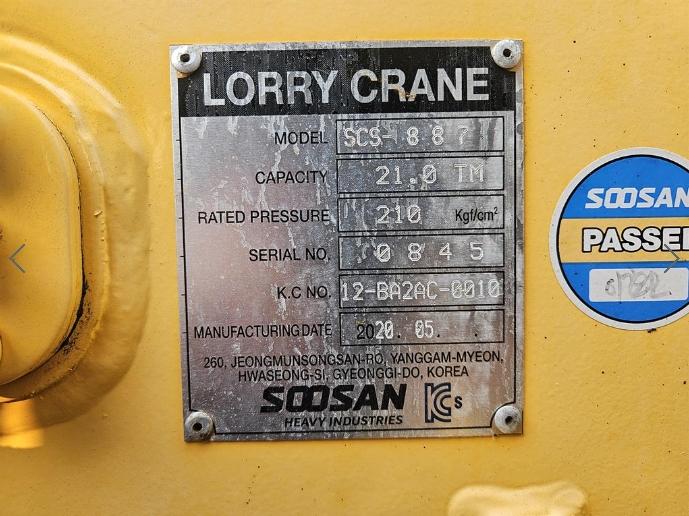 LORRY CRANE
MODEL SCS-887
CAPACITY 21.0 TM
RATED PRESSURE 210 Kgf/cm²
SERIAL NO. 0845
K.C NO. 12-BA2AC-0010
MANUFACTURING DATE 2020. 05. .
260, JEONGMUNSONGSAN-RO, YANGGAM-MYEON,
HWASEONG-SI, GYEONGGI-DO, KOREA
SOOSAN
HEAVY INDUSTRIES
KCs
SOOSAN
PASSED